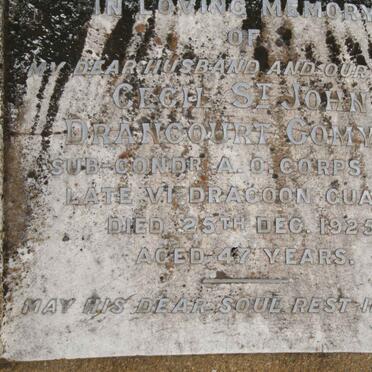 IN LOVING MEMORY
OF
MY DEAR HUSBAND AND OUR
CECIL ST JOHN
DRANCOURT GOMY
SUB-CONDR A. O. CORPS
LATE VI DRAGOON GUA
DIED 25TH DEC. 1925
AGED 47 YEARS.
MAY HIS DEAR SOUL REST